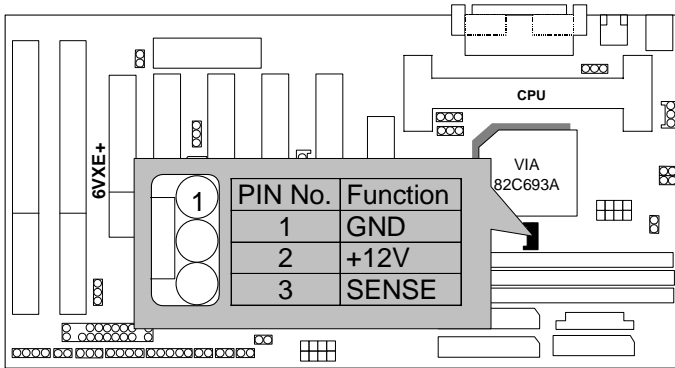 CPU
6VXE+
VIA
82C693A
1
PIN No. Function
1 GND
2 +12V
3 SENSE